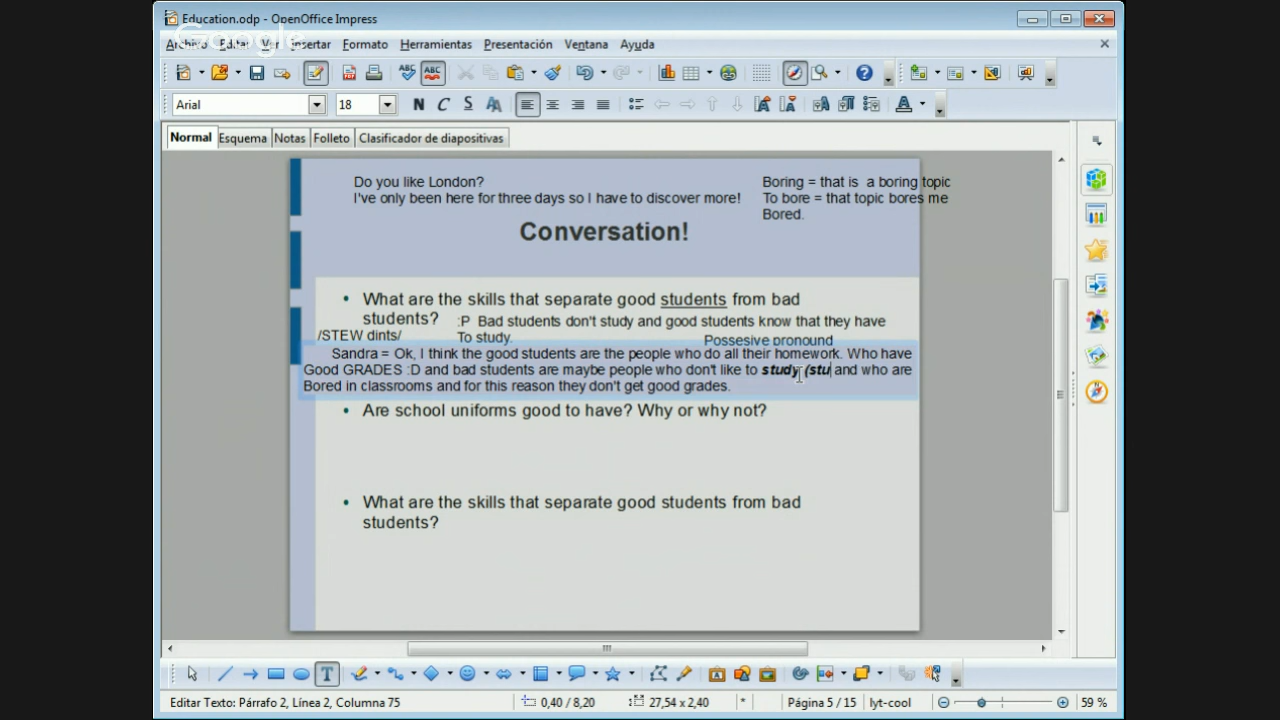 Education.odp - OpenOffice Impress
Google
Archivo Editar Ver Insertar Formato Herramientas Presentación Ventana Ayuda
Arial 18 N C S
Normal Esquema Notas Folleto Clasificador de diapositivas
Do you like London?
I've only been here for three days so I have to discover more!
Boring = that is a boring topic
To bore = that topic bores me
Bored.
Conversation!
• What are the skills that separate good students from bad
students?
:P Bad students don't study and good students know that they have
To study.
/STEW dints/
Possesive pronound
Sandra = Ok, I think the good students are the people who do all their homework. Who have
Good GRADES :D and bad students are maybe people who don't like to study (stu and who are
Bored in classrooms and for this reason they don't get good grades.
• Are school uniforms good to have? Why or why not?
• What are the skills that separate good students from bad
students?
Editar Texto: Párrafo 2, Línea 2, Columna 75 0,40 / 8,20 27,54 x 2,40 * Página 5 / 15 lyt-cool 59 %